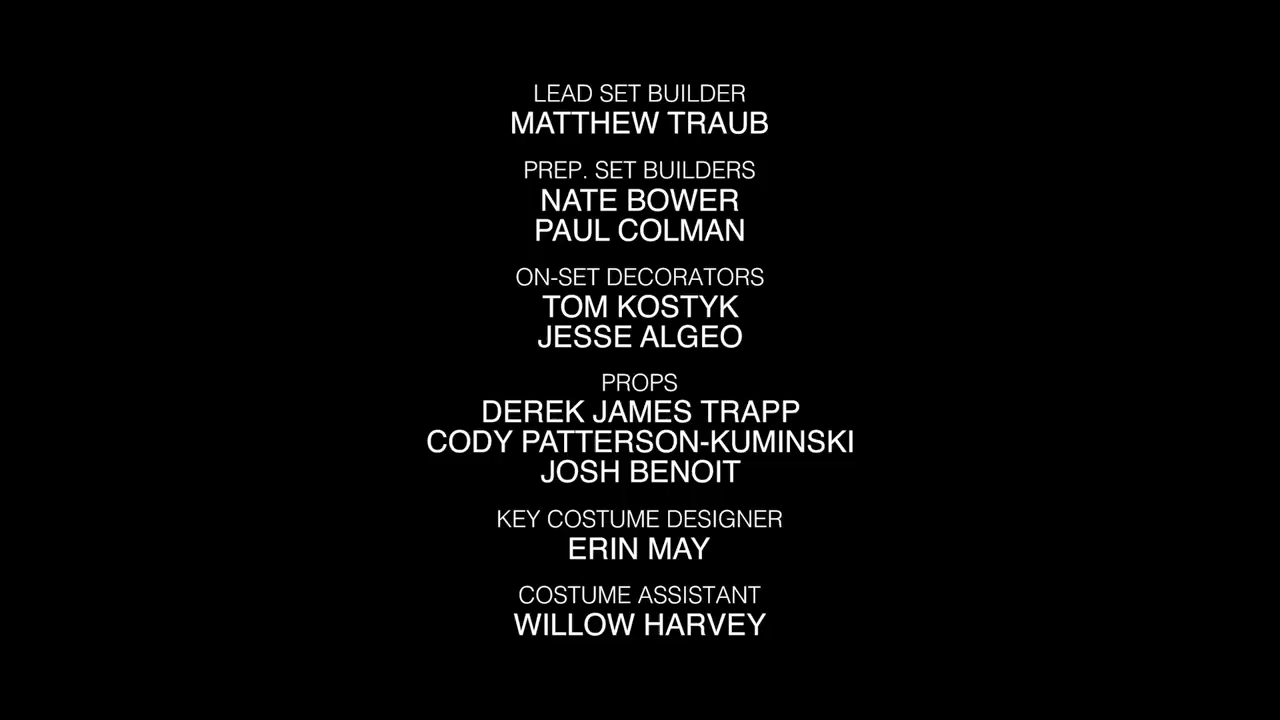 LEAD SET BUILDER
MATTHEW TRAUB
PREP. SET BUILDERS
NATE BOWER
PAUL COLMAN
ON-SET DECORATORS
TOM KOSTYK
JESSE ALGEO
PROPS
DEREK JAMES TRAPP
CODY PATTERSON-KUMINSKI
JOSH BENOIT
KEY COSTUME DESIGNER
ERIN MAY
COSTUME ASSISTANT
WILLOW HARVEY